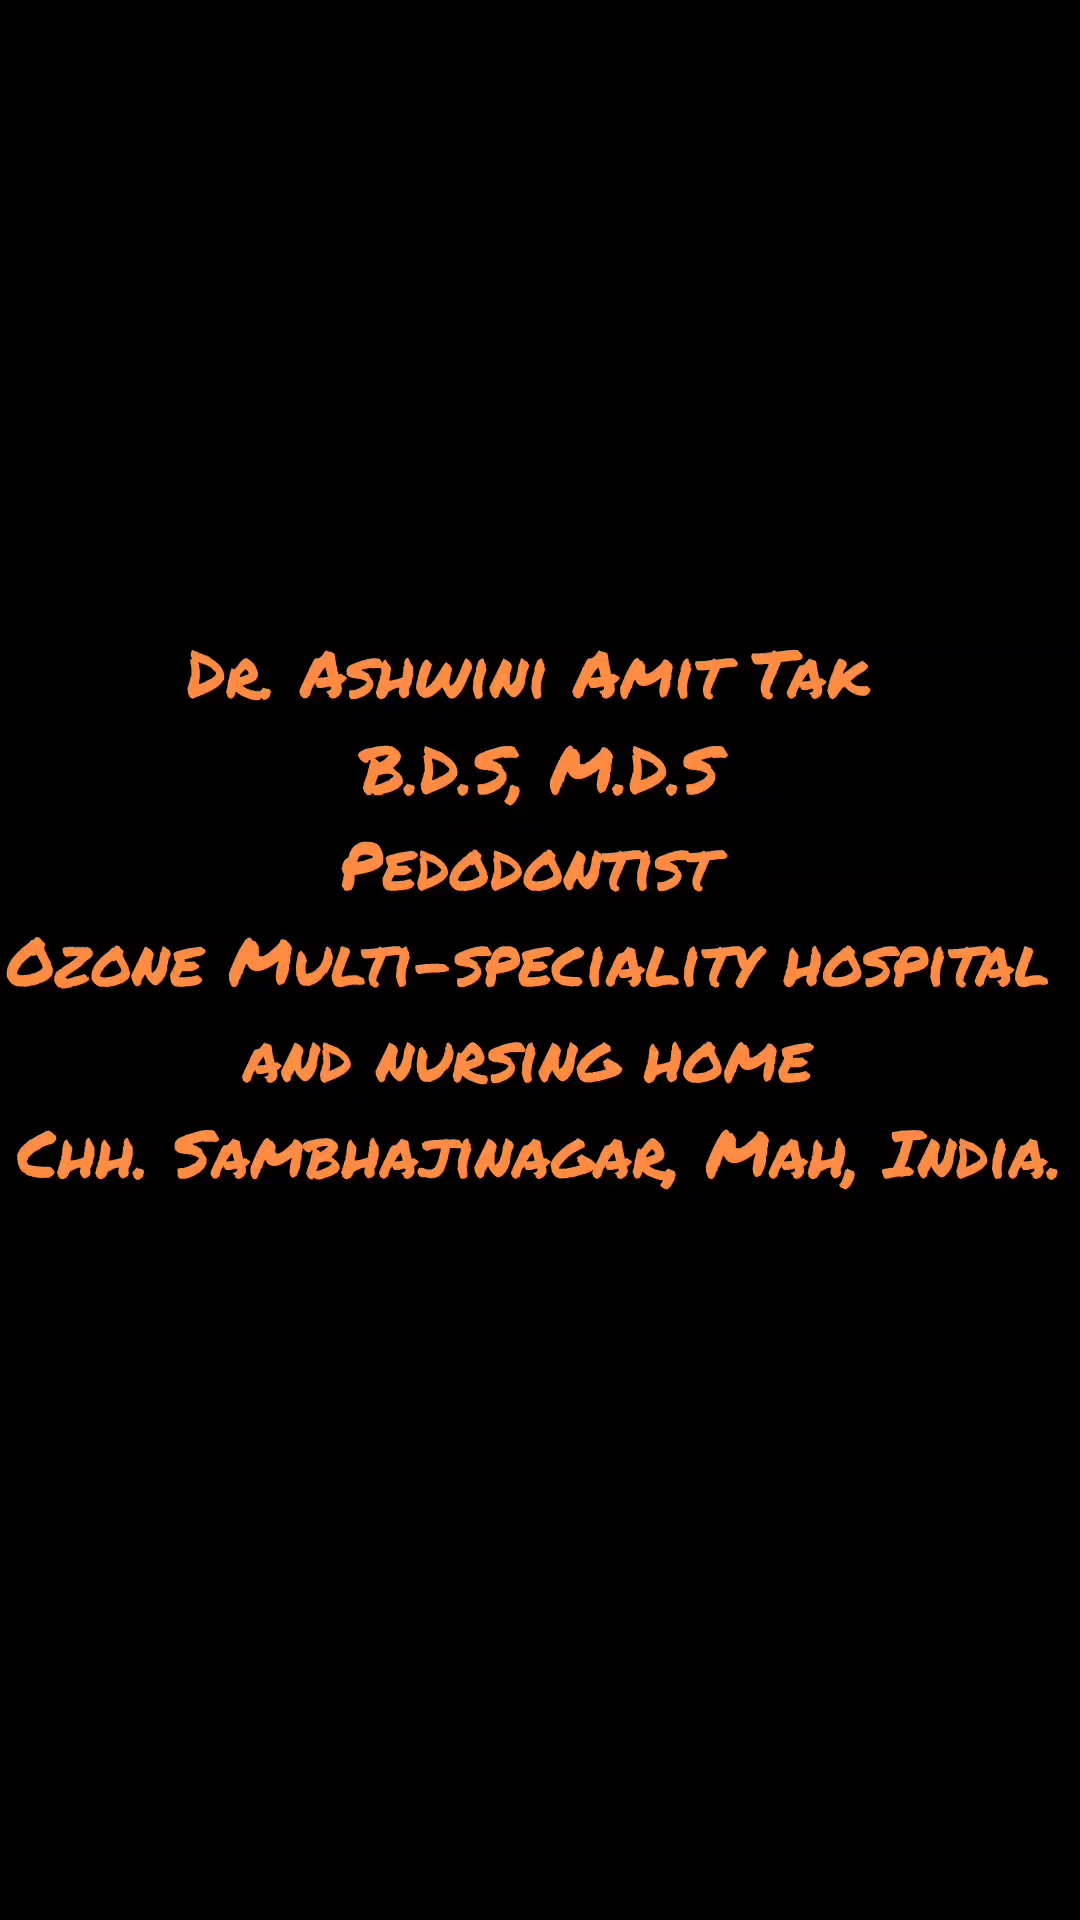 Dr. Ashwini Amit Tak
B.D.S, M.D.S
Pedodontist
Ozone Multi-speciality hospital
and nursing home
Chh. Sambhajinagar, Mah, India.